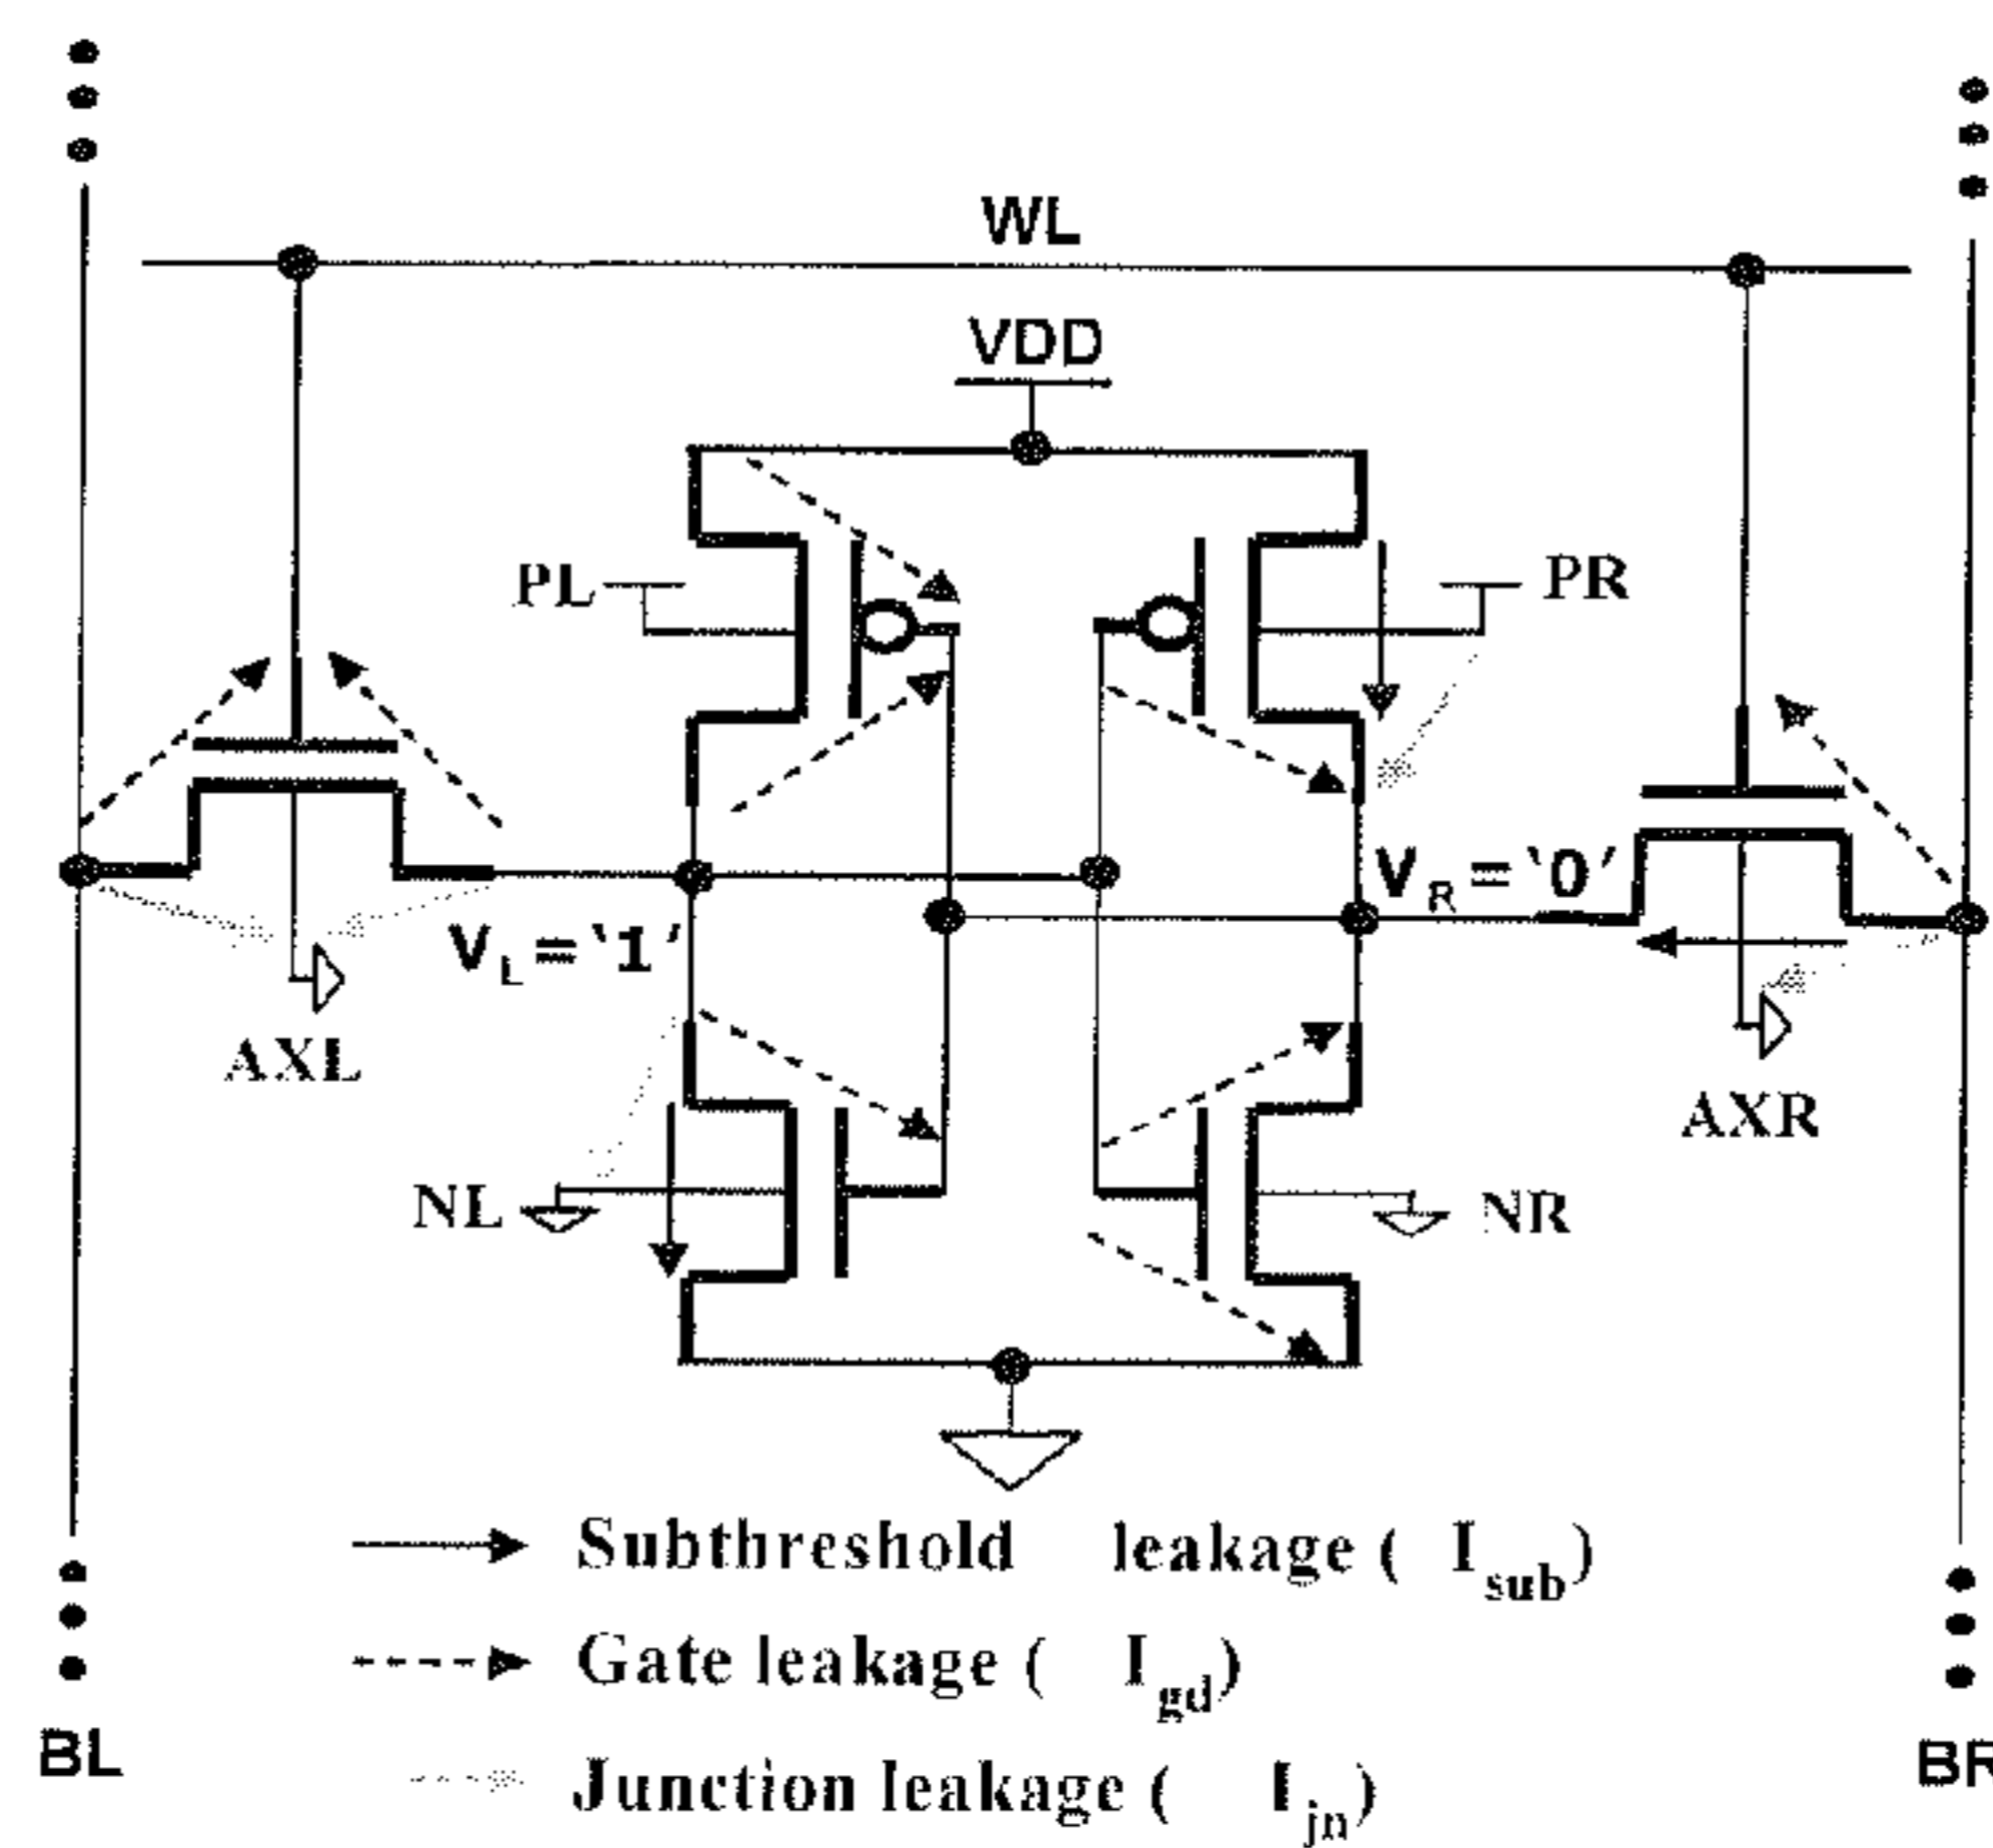 WL
VDD
PL
PR
V_L = '1'
V_R = '0'
AXL
AXR
NL
NR
Subthreshold leakage ( I_sub)
Gate leakage ( I_gd)
Junction leakage ( I_jn)
BL
BR